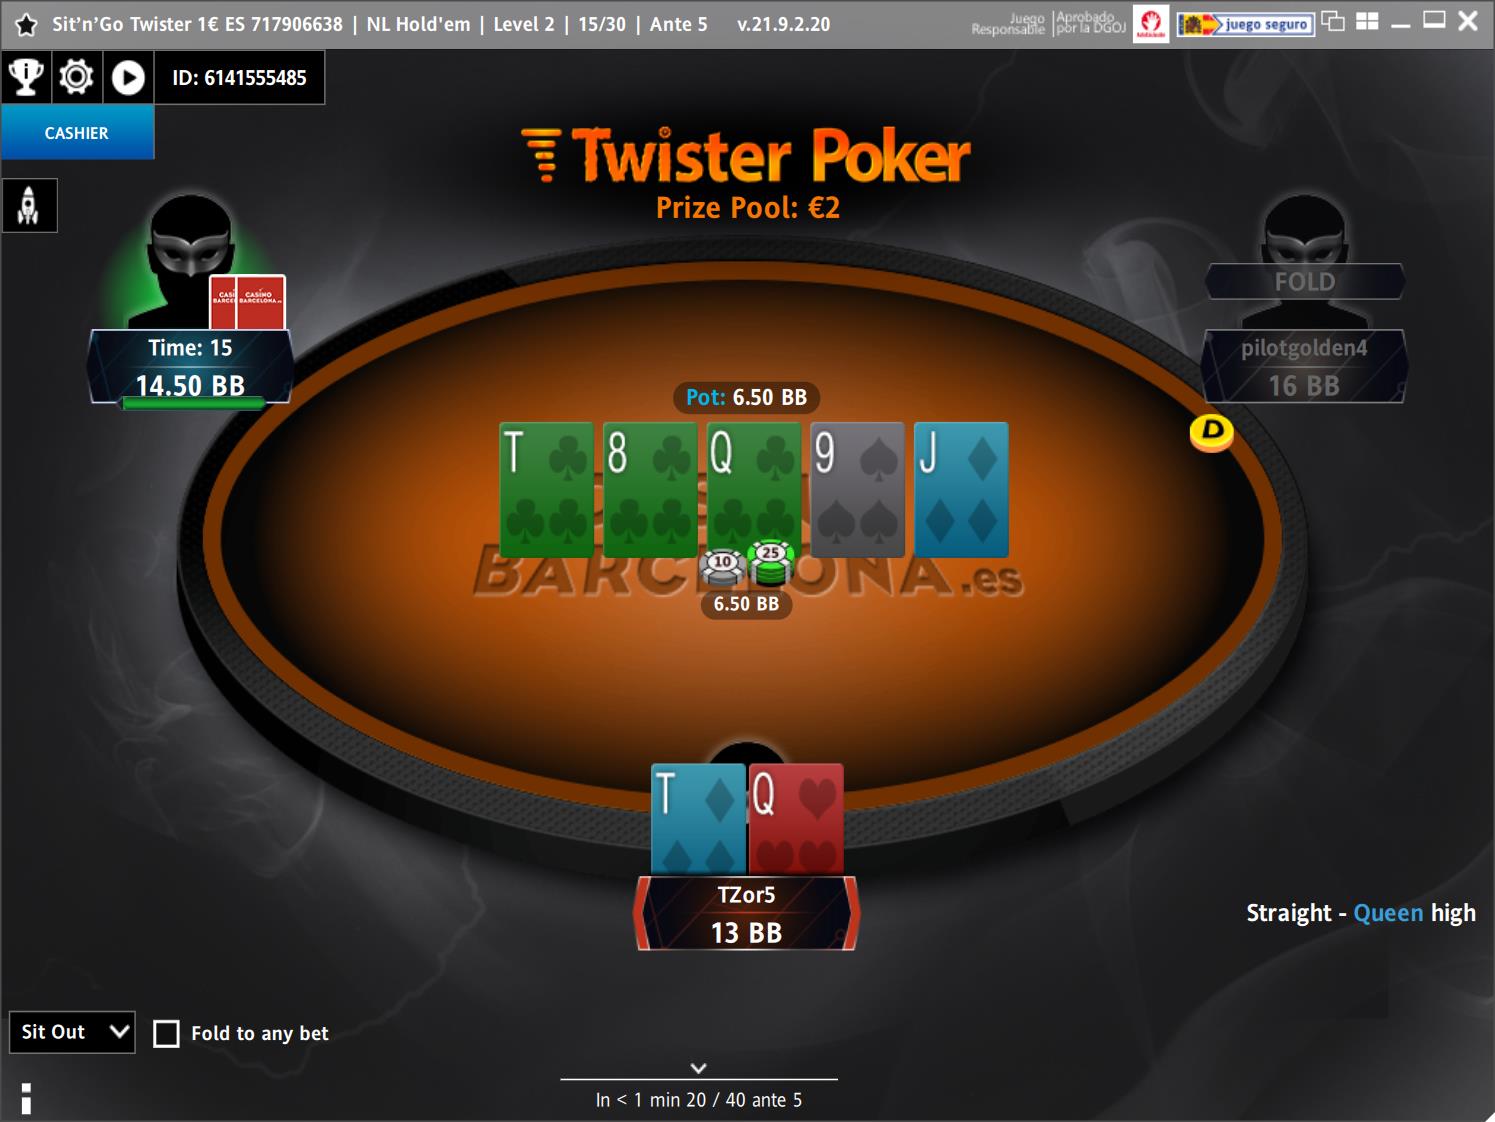 Sit'n'Go Twister 1€ ES 717906638 | NL Hold'em | Level 2 | 15/30 | Ante 5 v.21.9.2.20
Juego Responsable
Aprobado por la DGOJ
juego seguro
ID: 6141555485
CASHIER
Twister Poker
Prize Pool: €2
CASINO BARCELONA.es
Time: 15
14.50 BB
FOLD
pilotgolden4
16 BB
D
Pot: 6.50 BB
T 8 Q 9 J
10 25
BARCELONA.es
6.50 BB
T Q
TZor5
13 BB
Straight - Queen high
Sit Out
Fold to any bet
In < 1 min 20 / 40 ante 5